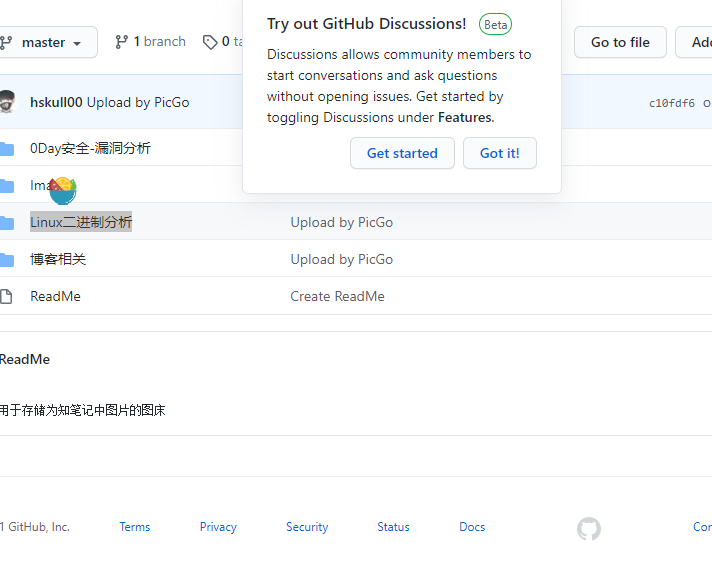 Try out GitHub Discussions! Beta
Discussions allows community members to
start conversations and ask questions
without opening issues. Get started by
toggling Discussions under Features.
Get started Got it!
master 1 branch 0 Go to file
hskull00 Upload by PicGo c10fdf6
0Day安全-漏洞分析
Linux二进制分析 Upload by PicGo
博客相关 Upload by PicGo
ReadMe Create ReadMe
ReadMe
用于存储为知笔记中图片的图床
GitHub, Inc. Terms Privacy Security Status Docs